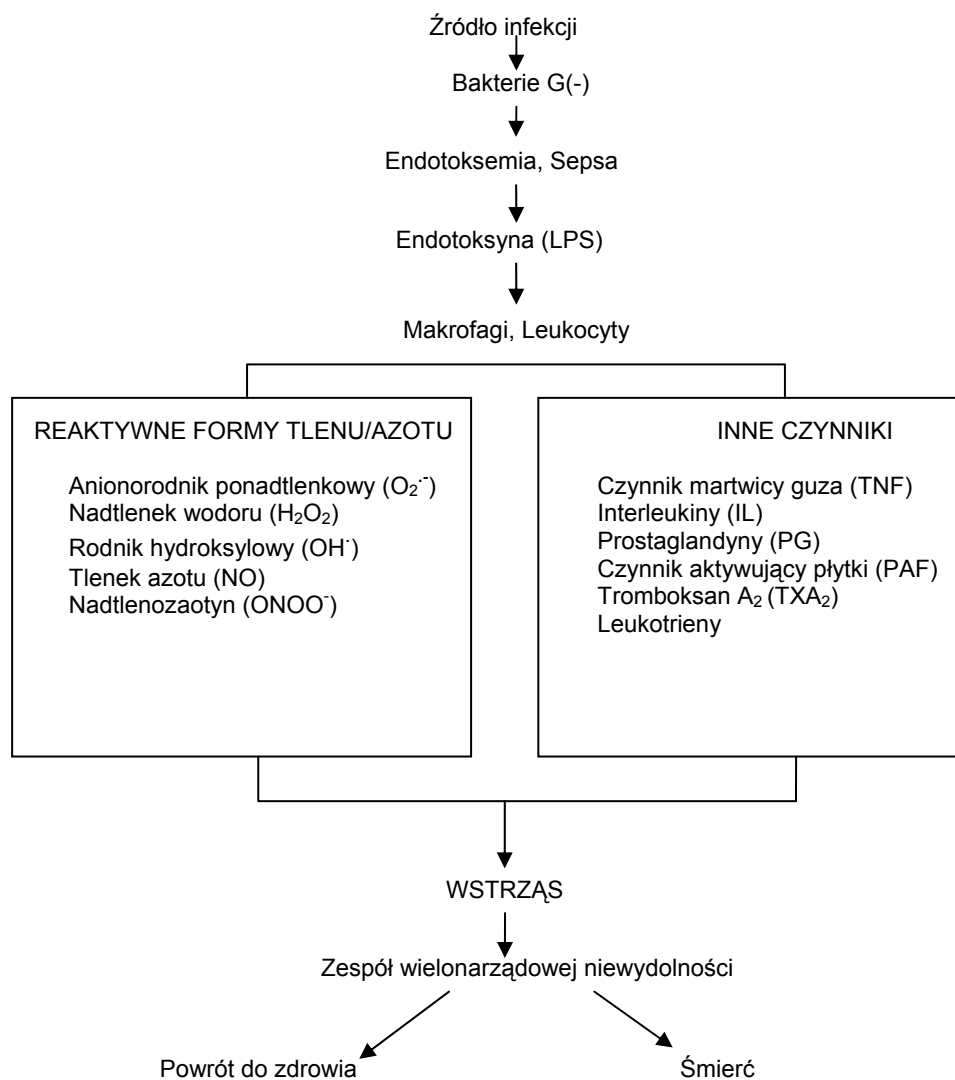 Źródło infekcji
Bakterie G(-)
Endotoksemia, Sepsa
Endotoksyna (LPS)
Makrofagi, Leukocyty
REAKTYWNE FORMY TLENU/AZOTU
Anionorodnik ponadtlenkowy (O₂·⁻)
Nadtlenek wodoru (H₂O₂)
Rodnik hydroksylowy (OH·)
Tlenek azotu (NO)
Nadtlenozaotyn (ONOO⁻)
INNE CZYNNIKI
Czynnik martwicy guza (TNF)
Interleukiny (IL)
Prostaglandyny (PG)
Czynnik aktywujący płytki (PAF)
Tromboksan A₂ (TXA₂)
Leukotrieny
WSTRZĄS
Zespół wielonarządowej niewydolności
Powrót do zdrowia
Śmierć